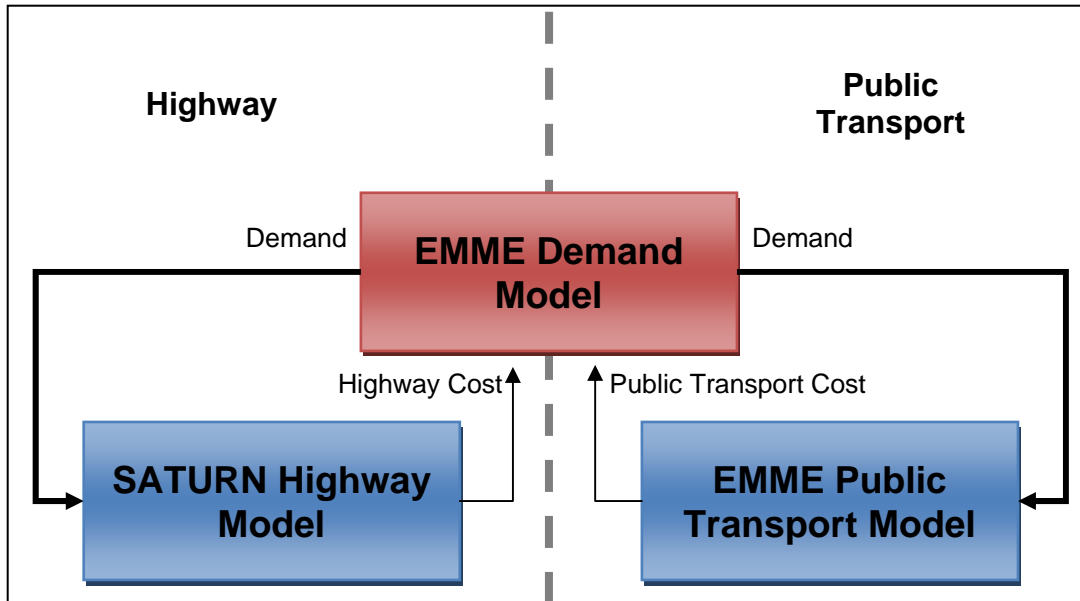 Highway
Public
Transport
Demand
EMME Demand
Model
Demand
Highway Cost
Public Transport Cost
SATURN Highway
Model
EMME Public
Transport Model